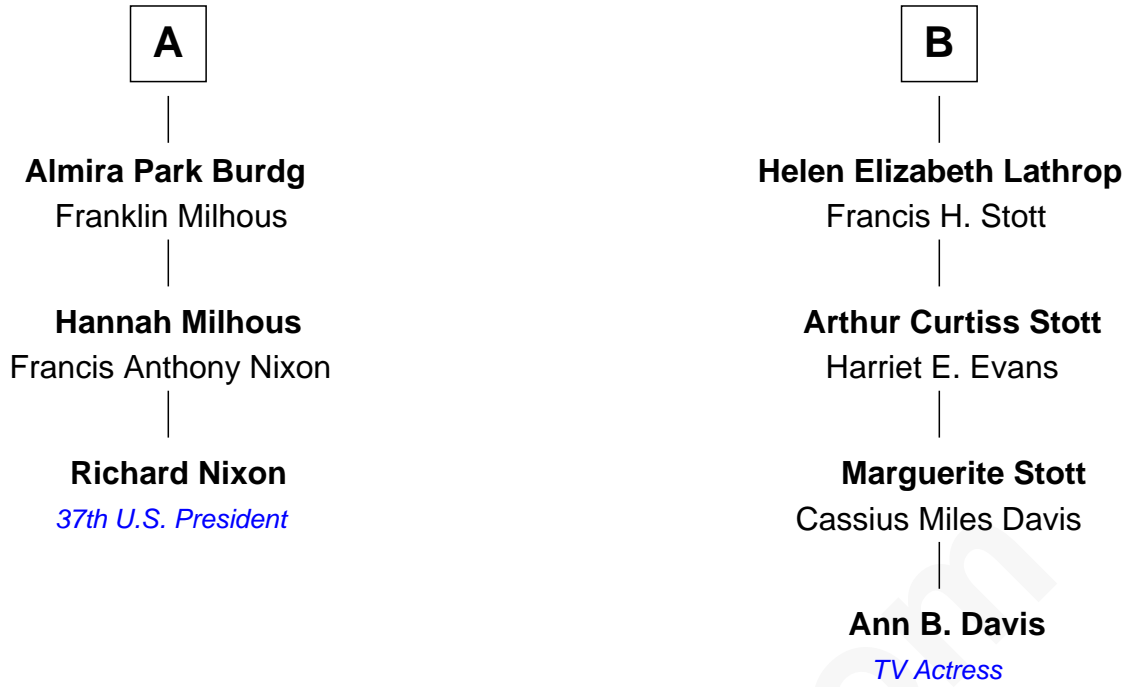 A
Almira Park Burdg
Franklin Milhous
Hannah Milhous
Francis Anthony Nixon
Richard Nixon
37th U.S. President
B
Helen Elizabeth Lathrop
Francis H. Stott
Arthur Curtiss Stott
Harriet E. Evans
Marguerite Stott
Cassius Miles Davis
Ann B. Davis
TV Actress